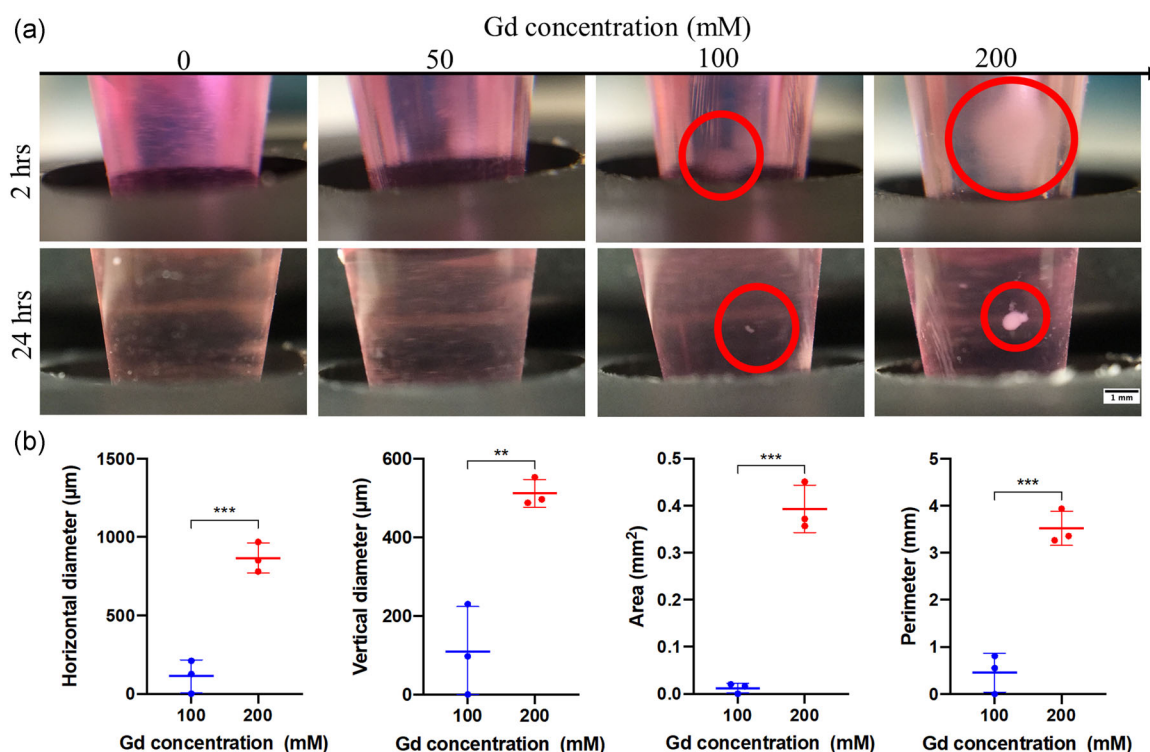 (a)
Gd concentration (mM)
0 50 100 200
2 hrs
24 hrs
1 mm
(b)
Horizontal diameter (µm)
1500
1000
500
0
***
100 200
Gd concentration (mM)
Vertical diameter (µm)
600
400
200
0
**
100 200
Gd concentration (mM)
Area (mm²)
0.5
0.4
0.3
0.2
0.1
0.0
***
100 200
Gd concentration (mM)
Perimeter (mm)
5
4
3
2
1
0
***
100 200
Gd concentration (mM)